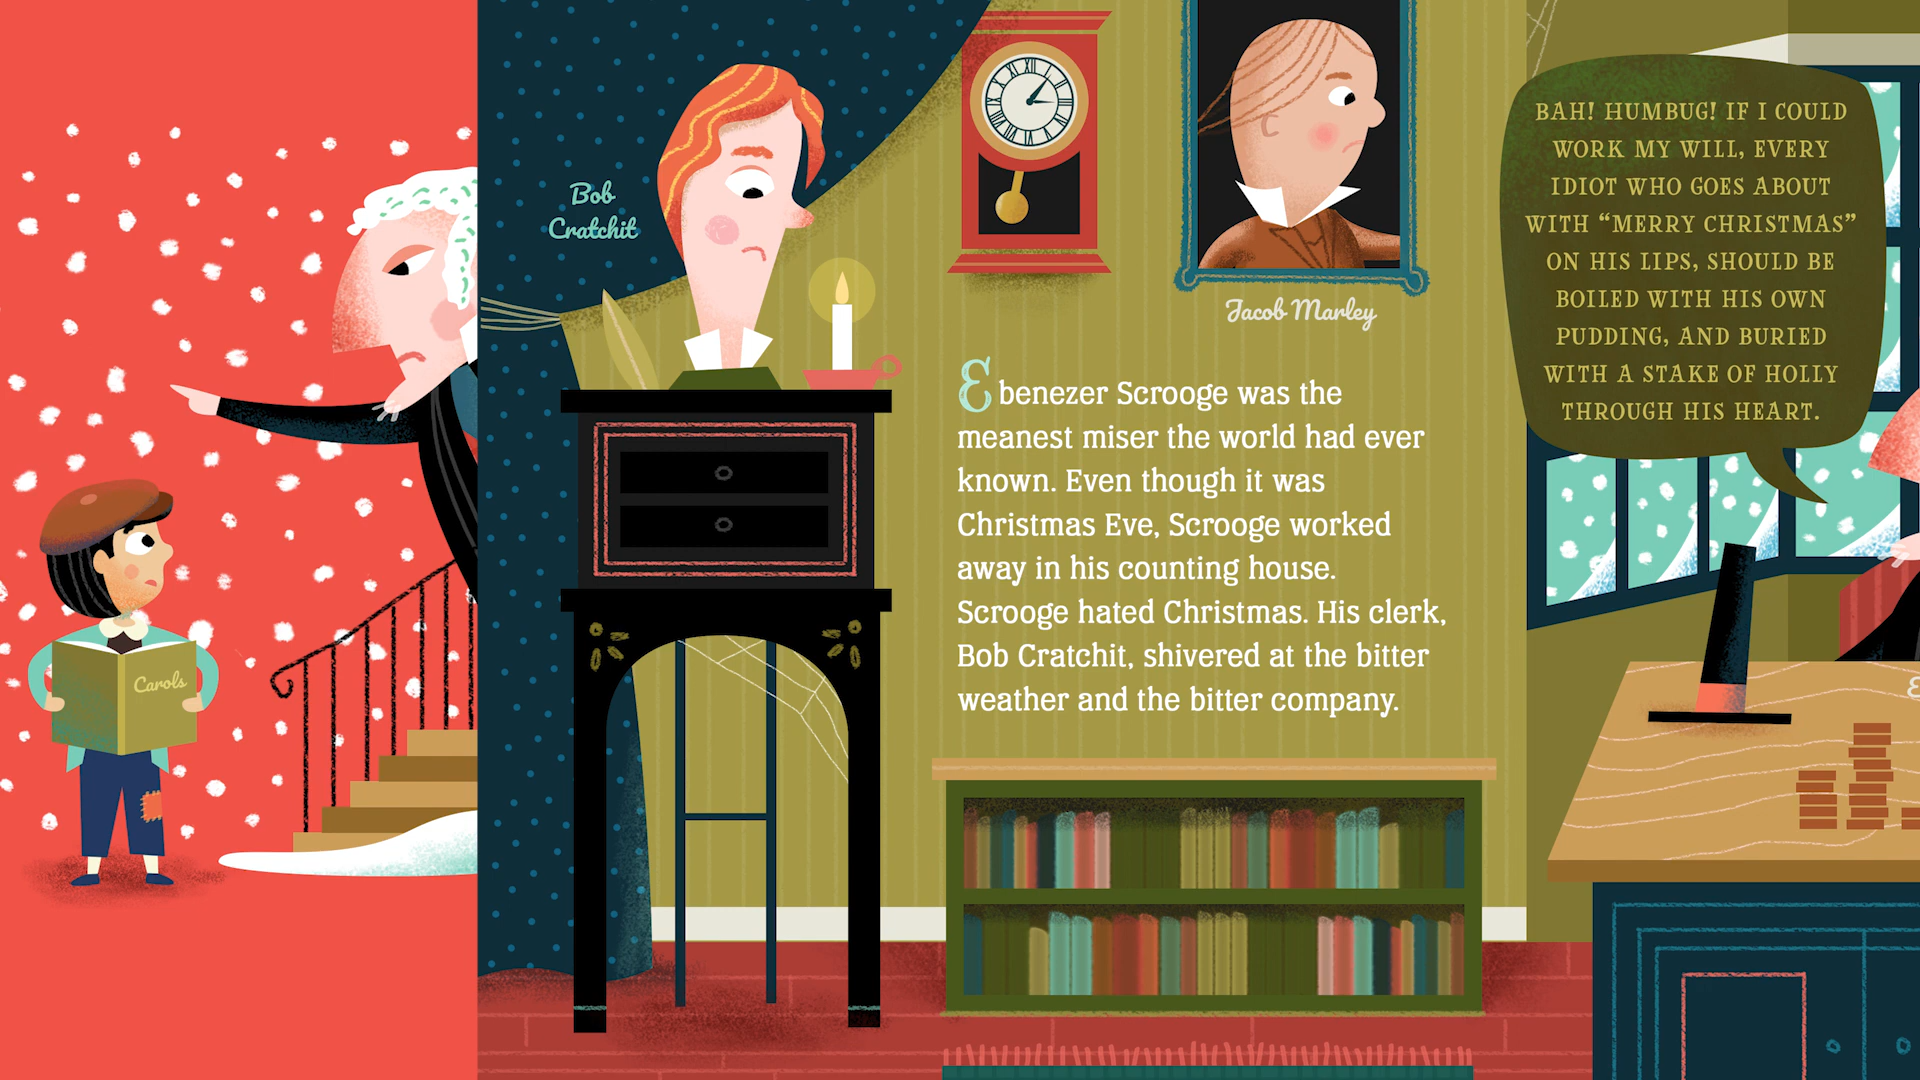 Carols
Bob
Cratchit
Jacob Marley
Ebenezer Scrooge was the
meanest miser the world had ever
known. Even though it was
Christmas Eve, Scrooge worked
away in his counting house.
Scrooge hated Christmas. His clerk,
Bob Cratchit, shivered at the bitter
weather and the bitter company.
BAH! HUMBUG! IF I COULD
WORK MY WILL, EVERY
IDIOT WHO GOES ABOUT
WITH “MERRY CHRISTMAS”
ON HIS LIPS, SHOULD BE
BOILED WITH HIS OWN
PUDDING, AND BURIED
WITH A STAKE OF HOLLY
THROUGH HIS HEART.